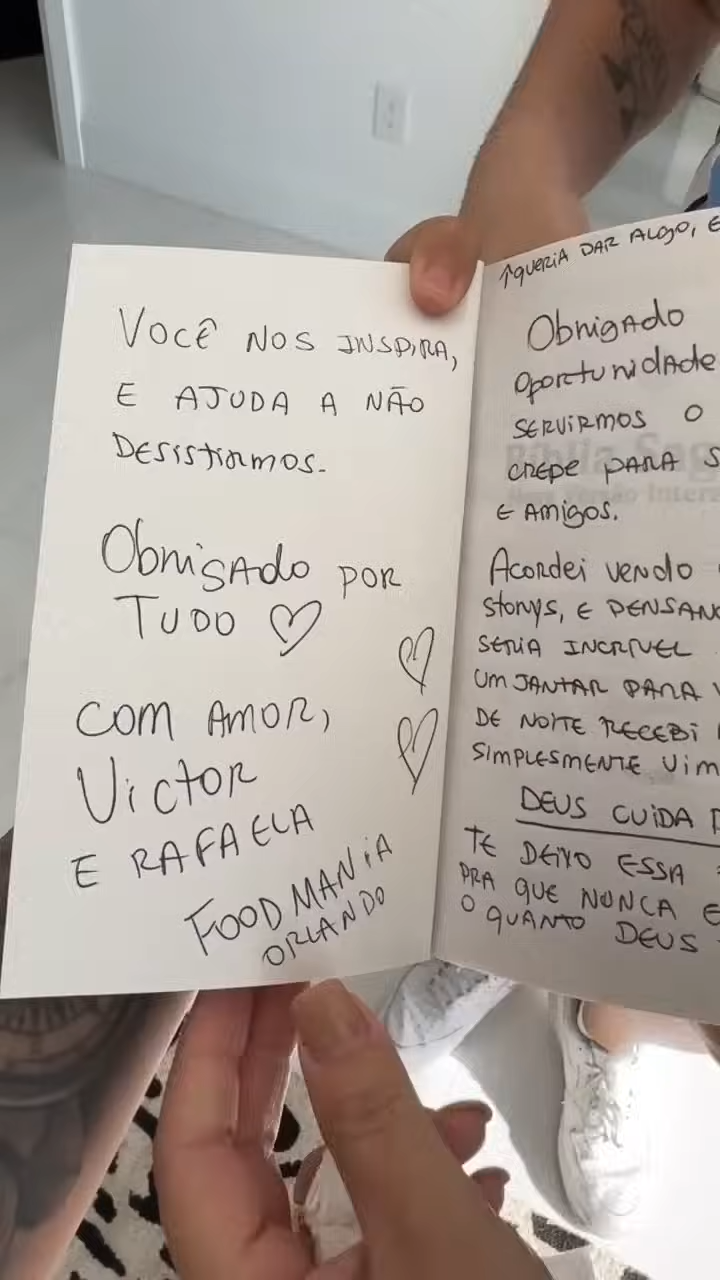 VOCÊ NOS INSPIRA,
E AJUDA A NÃO
DESISTIRMOS.
Obrigado por
TUDO ♡
COM AMOR,
Victor
E RAFAELA
FOOD MANIA
ORLANDO
↑QUERIA DAR ALGO, E
Obrigado
oportunidade
SERVIRMOS O
CREPE PARA S
E Amigos.
Acordei vendo
storys, E PENSAN
SERIA INCRIVEL
UM JANTAR PARA V
DE NOITE RECEBI
SIMPLESMENTE vim
DEUS CUIDA
TE DEIXO ESSA
PRA QUE NUNCA E
O QUANTO DEUS